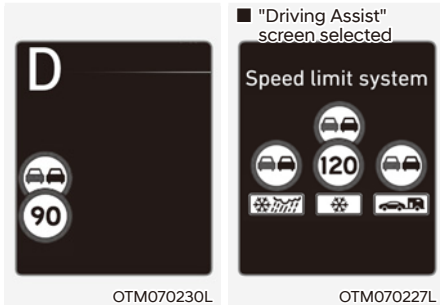 ■ "Driving Assist"
screen selected
D
Speed limit system
120
90
OTM070230L
OTM070227L